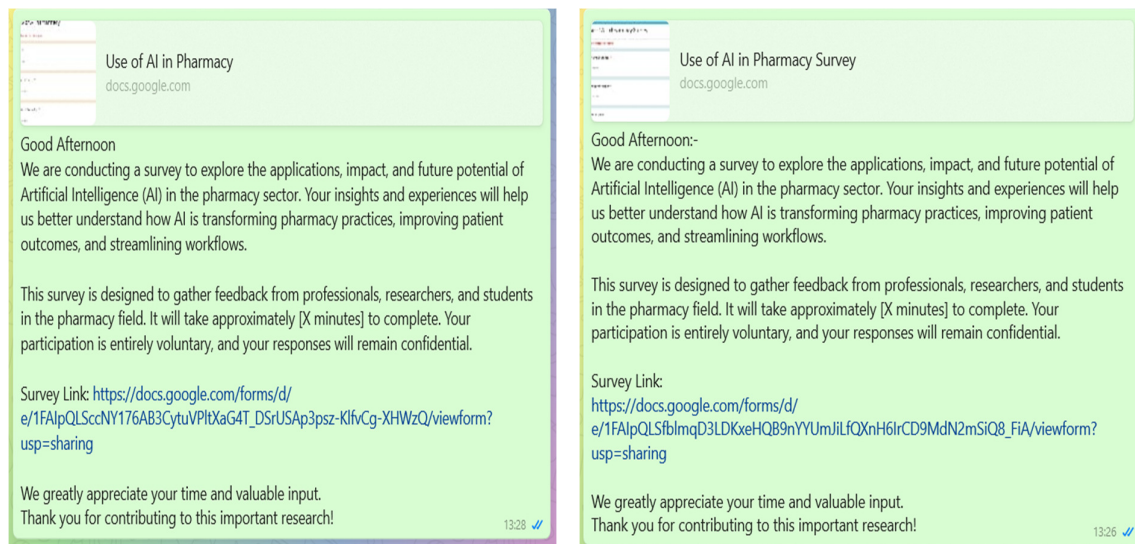 Use of AI in Pharmacy
docs.google.com
Good Afternoon
We are conducting a survey to explore the applications, impact, and future potential of
Artificial Intelligence (AI) in the pharmacy sector. Your insights and experiences will help
us better understand how AI is transforming pharmacy practices, improving patient
outcomes, and streamlining workflows.
This survey is designed to gather feedback from professionals, researchers, and students
in the pharmacy field. It will take approximately [X minutes] to complete. Your
participation is entirely voluntary, and your responses will remain confidential.
Survey Link: https://docs.google.com/forms/d/
e/1FAIpQLSccNY176AB3CytuVPltXaG4T_DSrUSAp3psz-KlfvCg-XHWzQ/viewform?
usp=sharing
We greatly appreciate your time and valuable input.
Thank you for contributing to this important research!
13:28
Use of AI in Pharmacy Survey
docs.google.com
Good Afternoon:-
We are conducting a survey to explore the applications, impact, and future potential of
Artificial Intelligence (AI) in the pharmacy sector. Your insights and experiences will help
us better understand how AI is transforming pharmacy practices, improving patient
outcomes, and streamlining workflows.
This survey is designed to gather feedback from professionals, researchers, and students
in the pharmacy field. It will take approximately [X minutes] to complete. Your
participation is entirely voluntary, and your responses will remain confidential.
Survey Link:
https://docs.google.com/forms/d/
e/1FAIpQLSfblmqD3LDKxeHQB9nYYUmJiLfQXnH6IrCD9MdN2mSiQ8_FiA/viewform?
usp=sharing
We greatly appreciate your time and valuable input.
Thank you for contributing to this important research!
13:26